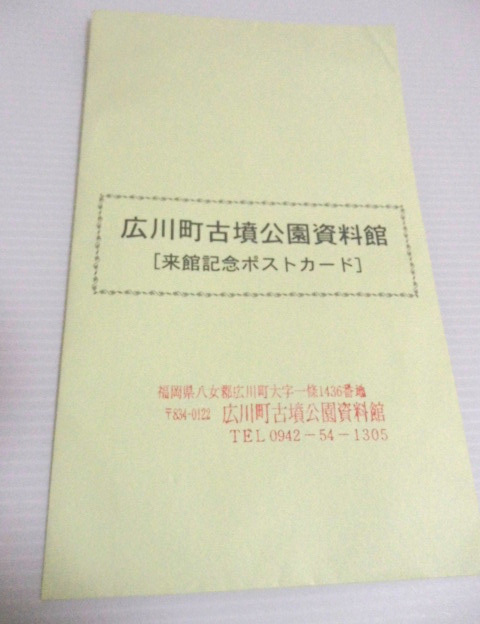 広川町古墳公園資料館
［来館記念ポストカード］
福岡県八女郡広川町大字一條1436番地
〒834-0122 広川町古墳公園資料館
TEL 0942－54－1305